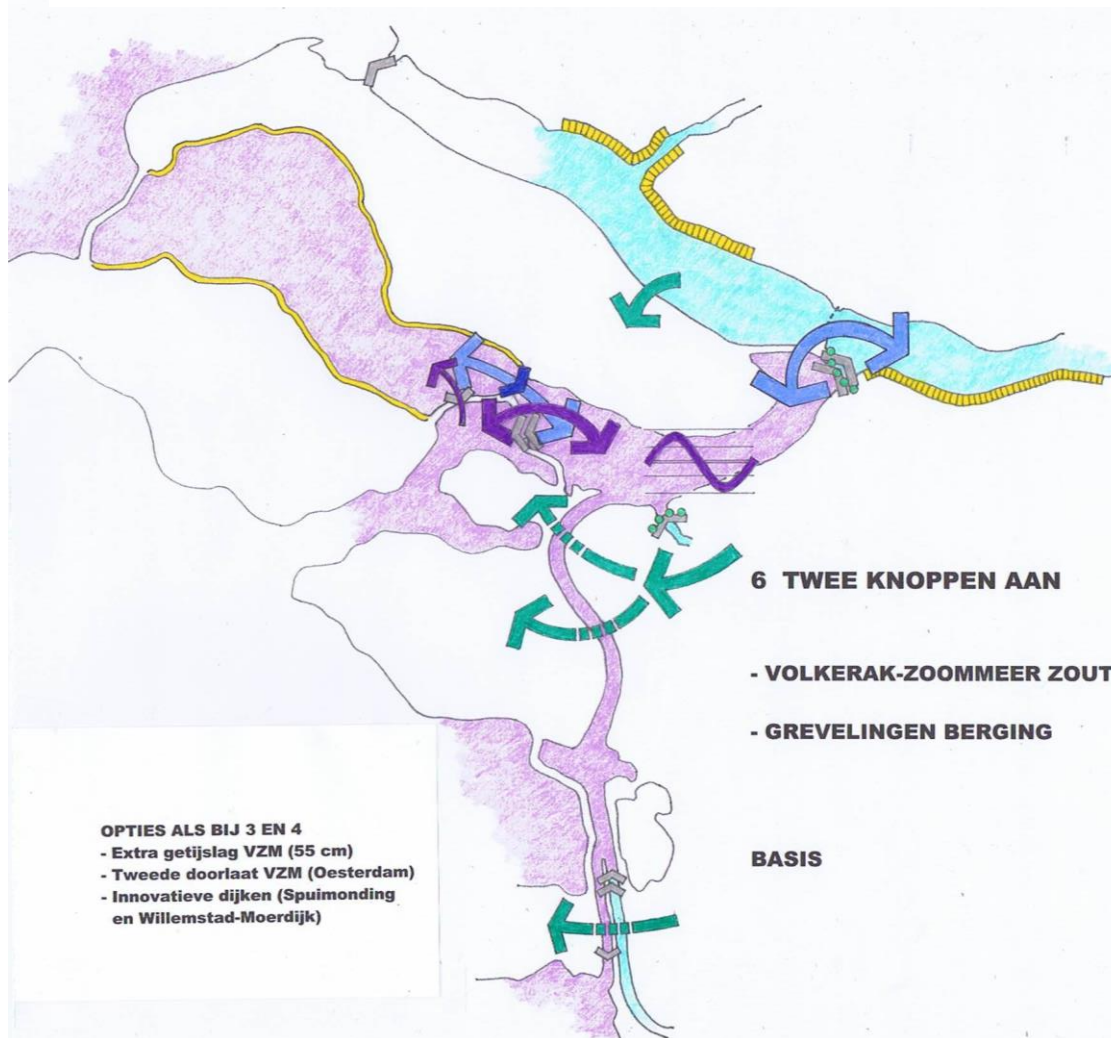 6 TWEE KNOPPEN AAN
- VOLKERAK-ZOOMMEER ZOUT
- GREVELINGEN BERGING
BASIS
OPTIES ALS BIJ 3 EN 4
- Extra getijslag VZM (55 cm)
- Tweede doorlaat VZM (Oesterdam)
- Innovatieve dijken (Spuimonding
en Willemstad-Moerdijk)